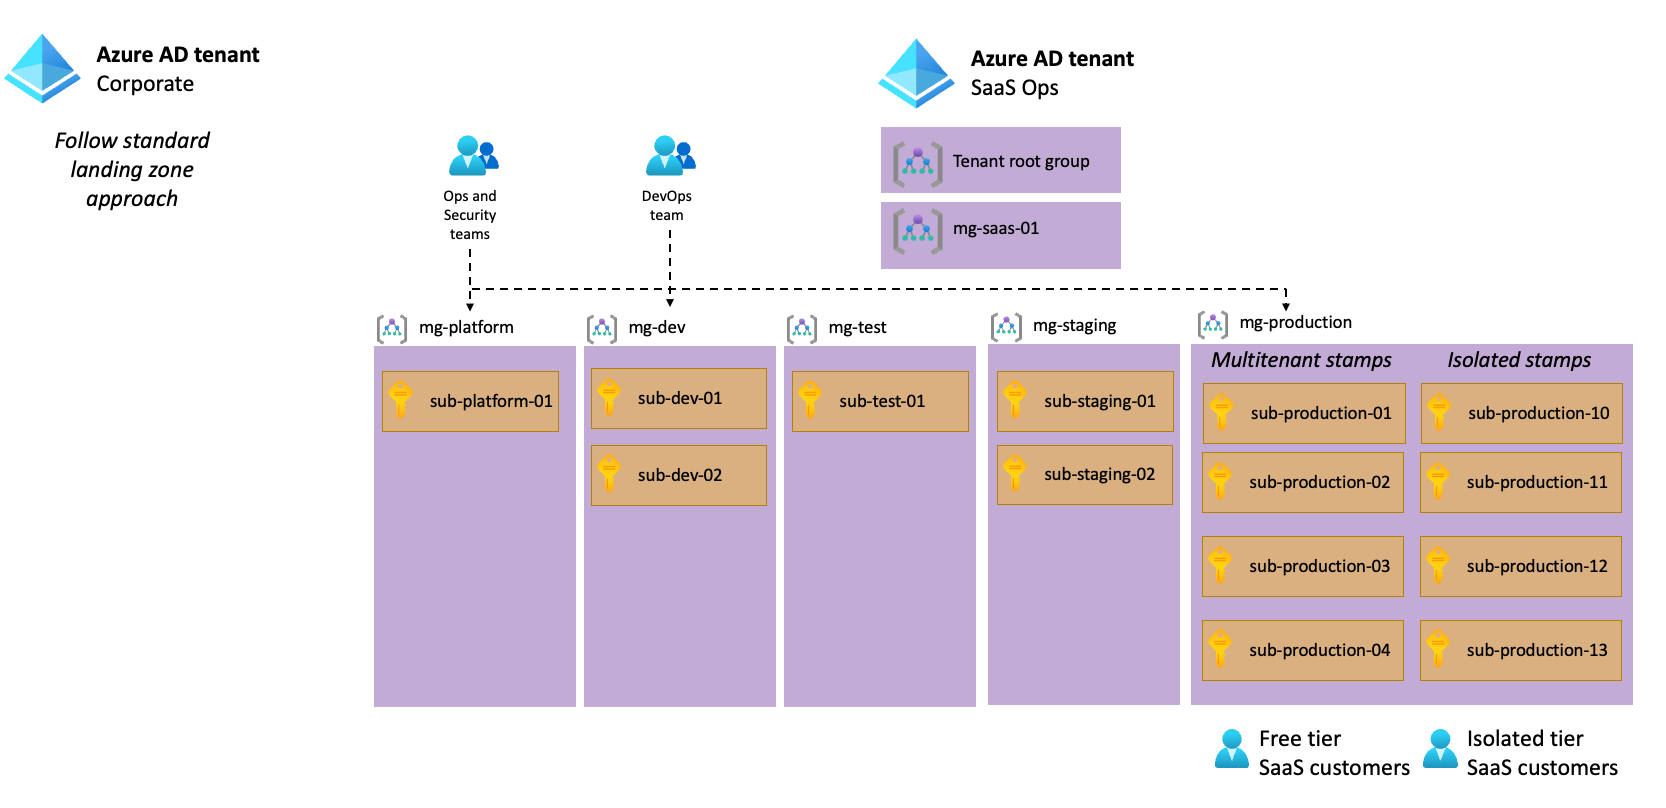 Azure AD tenant
Corporate
Follow standard
landing zone
approach
Azure AD tenant
SaaS Ops
Tenant root group
mg-saas-01
Ops and
Security
teams
DevOps
team
mg-platform
sub-platform-01
mg-dev
sub-dev-01
sub-dev-02
mg-test
sub-test-01
mg-staging
sub-staging-01
sub-staging-02
mg-production
Multitenant stamps
sub-production-01
sub-production-02
sub-production-03
sub-production-04
Isolated stamps
sub-production-10
sub-production-11
sub-production-12
sub-production-13
Free tier
SaaS customers
Isolated tier
SaaS customers